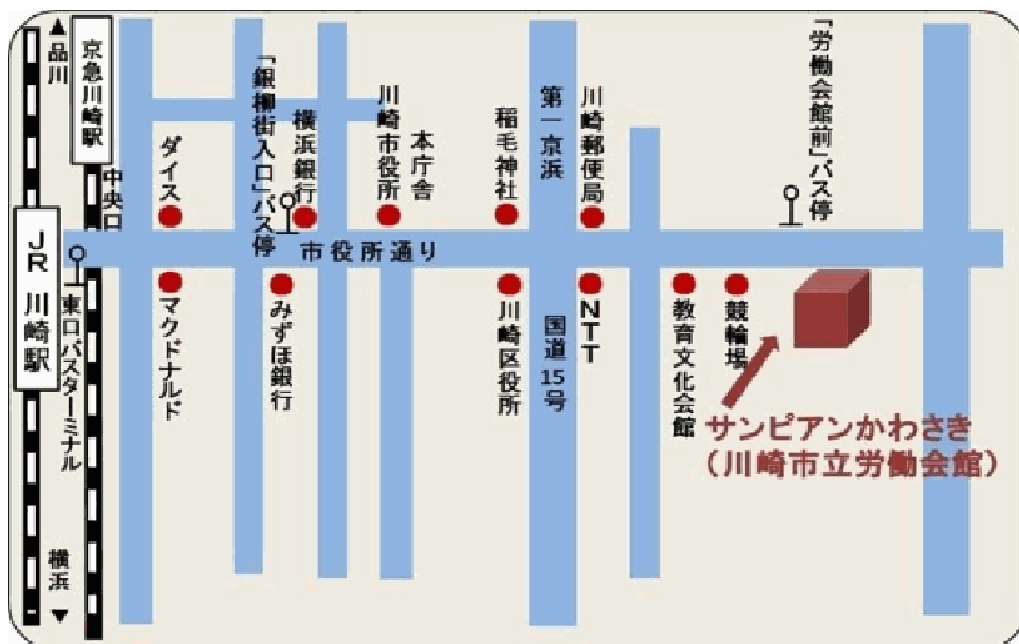 ▲品川
京急川崎駅
中央口
JR 川崎駅
東口バスターミナル
横浜▼
ダイス
「銀柳街入口」バス停
横浜銀行
川崎市役所
本庁舎
稲毛神社
第一京浜
川崎郵便局
「労働会館前」バス停
市役所通り
マクドナルド
みずほ銀行
川崎区役所
国道15号
NTT
教育文化会館
競輪場
サンピアンかわさき
（川崎市立労働会館）